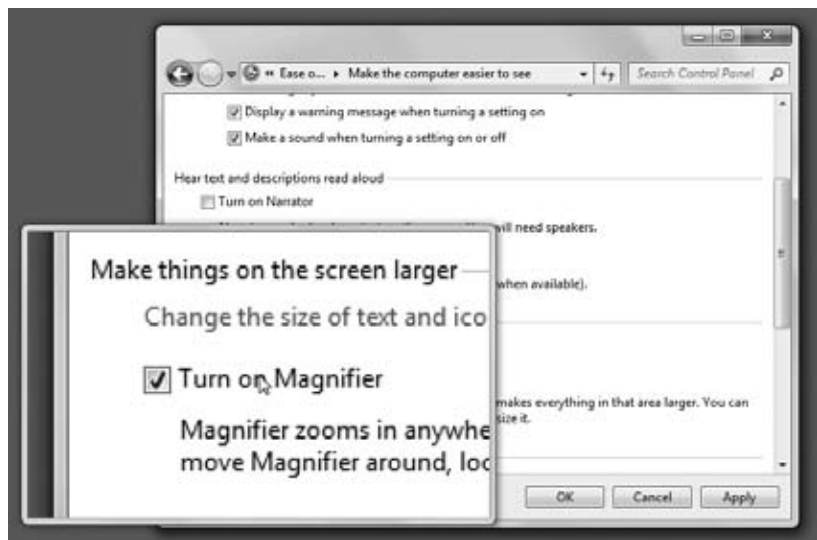 Ease o... Make the computer easier to see Search Control Panel
Display a warning message when turning a setting on
Make a sound when turning a setting on or off
Hear text and descriptions read aloud
Turn on Narrator
will need speakers.
when available).
Make things on the screen larger
Change the size of text and ico
Turn on Magnifier
Magnifier zooms in anywhe
move Magnifier around, loc
makes everything in that area larger. You can
size it.
OK Cancel Apply